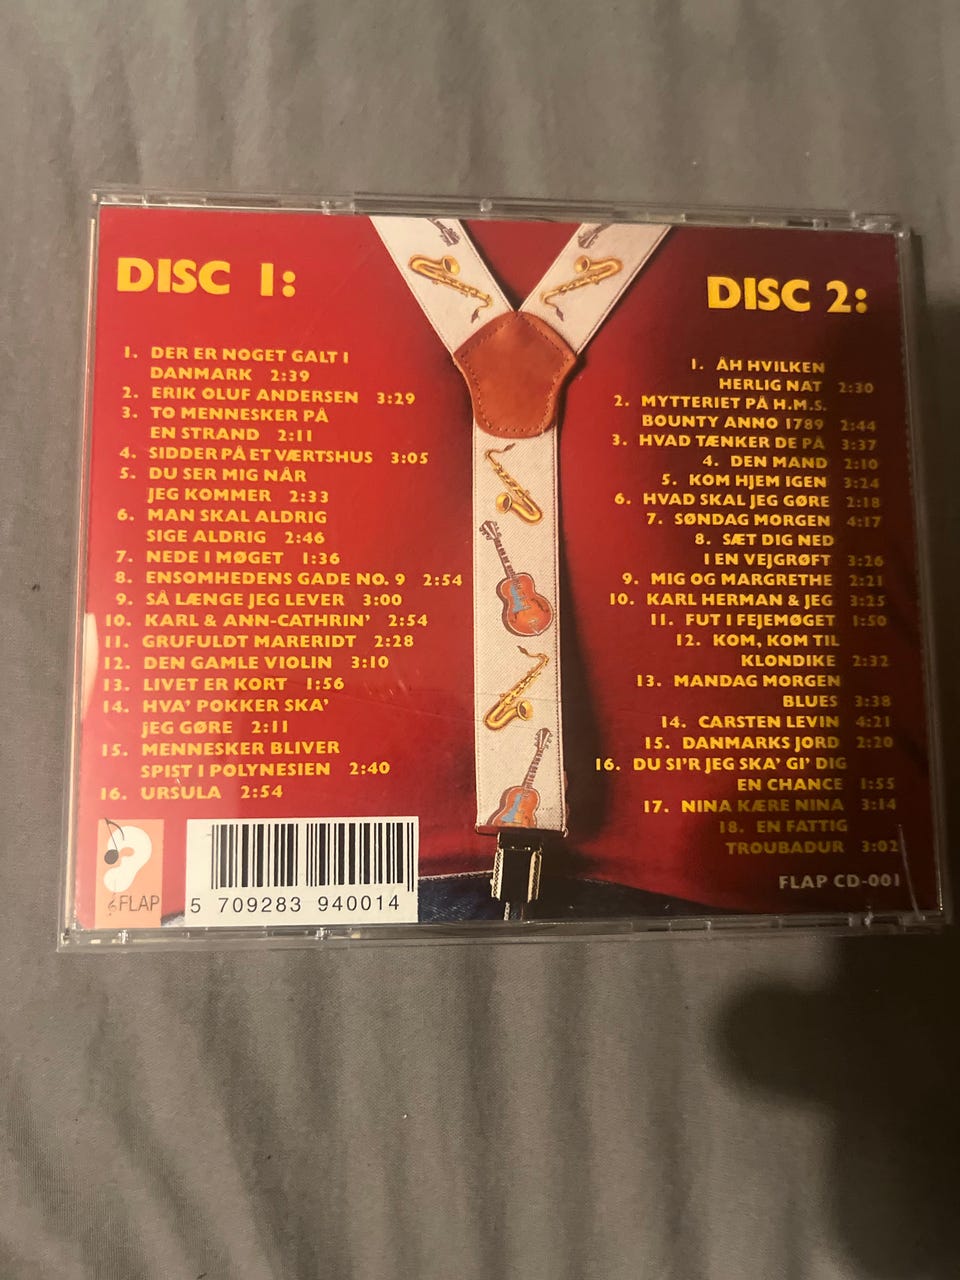 DISC 1:
1. DER ER NOGET GALT I
DANMARK 2:39
2. ERIK OLUF ANDERSEN 3:29
3. TO MENNESKER PÅ
EN STRAND 2:11
4. SIDDER PÅ ET VÆRTSHUS 3:05
5. DU SER MIG NÅR
JEG KOMMER 2:33
6. MAN SKAL ALDRIG
SIGE ALDRIG 2:46
7. NEDE I MØGET 1:36
8. ENSOMHEDENS GADE NO. 9 2:54
9. SÅ LÆNGE JEG LEVER 3:00
10. KARL & ANN-CATHRIN' 2:54
11. GRUFULDT MARERIDT 2:28
12. DEN GAMLE VIOLIN 3:10
13. LIVET ER KORT 1:56
14. HVA' POKKER SKA'
JEG GØRE 2:11
15. MENNESKER BLIVER
SPIST I POLYNESIEN 2:40
16. URSULA 2:54
FLAP
5 709283 940014
DISC 2:
1. ÅH HVILKEN
HERLIG NAT 2:30
2. MYTTERIET PÅ H.M.S.
BOUNTY ANNO 1789 2:44
3. HVAD TÆNKER DE PÅ 3:37
4. DEN MAND 2:10
5. KOM HJEM IGEN 3:24
6. HVAD SKAL JEG GØRE 2:18
7. SØNDAG MORGEN 4:17
8. SÆT DIG NED
I EN VEJGRØFT 3:26
9. MIG OG MARGRETHE 2:21
10. KARL HERMAN & JEG 3:25
11. FUT I FEJEMØGET 1:50
12. KOM, KOM TIL
KLONDIKE 2:32
13. MANDAG MORGEN
BLUES 3:38
14. CARSTEN LEVIN 4:21
15. DANMARKS JORD 2:20
16. DU SI'R JEG SKA' GI' DIG
EN CHANCE 1:55
17. NINA KÆRE NINA 3:14
18. EN FATTIG
TROUBADUR 3:02
FLAP CD-001